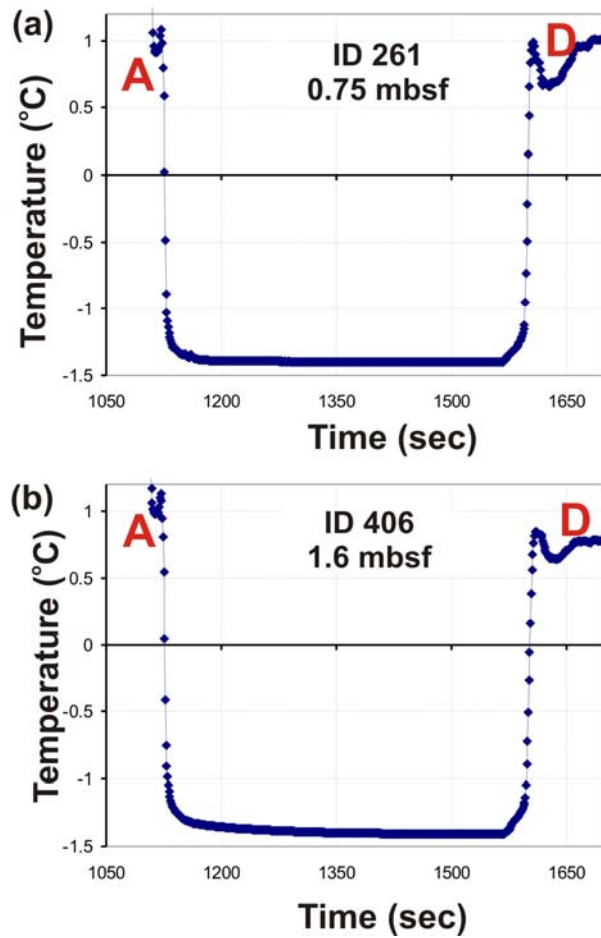 (a)
Temperature (°C)
1
0.5
0
-0.5
-1
-1.5
A
ID 261
0.75 mbsf
D
1050 1200 1350 1500 1650
Time (sec)
(b)
Temperature (°C)
1
0.5
0
-0.5
-1
-1.5
A
ID 406
1.6 mbsf
D
1050 1200 1350 1500 1650
Time (sec)